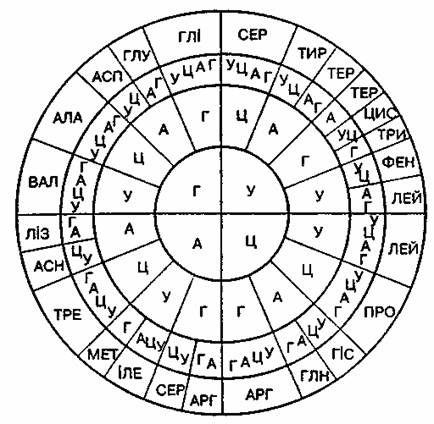 ГЛІ
СЕР
ТИР
ТЕР
ТЕР
ЦИС
ТРИ
ФЕН
ЛЕЙ
ЛЕЙ
ПРО
ГІС
ГЛН
АРГ
АРГ
СЕР
ІЛЕ
МЕТ
ТРЕ
АСН
ЛІЗ
ВАЛ
АЛА
АСП
ГЛУ
У Ц А Г
У Ц А Г
У Ц
А Г
А
У Ц
Г
У Ц
А Г
У Ц А Г
У Ц А Г
У Ц
А Г
Г А Ц У
Г А
Ц У
А Ц У
Г
Г А Ц У
Ц У
Г А
У Ц А Г
У Ц А Г
У Ц
А Г
Г
Ц
А
Г
У
У
Ц
А
Г
Г
У
Ц
А
У
Ц
А
Г У
А Ц